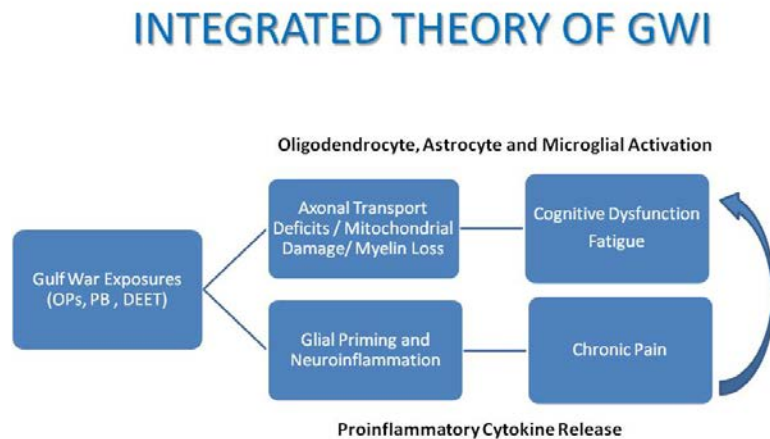 INTEGRATED THEORY OF GWI
Oligodendrocyte, Astrocyte and Microglial Activation
Axonal Transport
Deficits / Mitochondrial
Damage/ Myelin Loss
Cognitive Dysfunction
Fatigue
Gulf War Exposures
(OPs, PB , DEET)
Glial Priming and
Neuroinflammation
Chronic Pain
Proinflammatory Cytokine Release